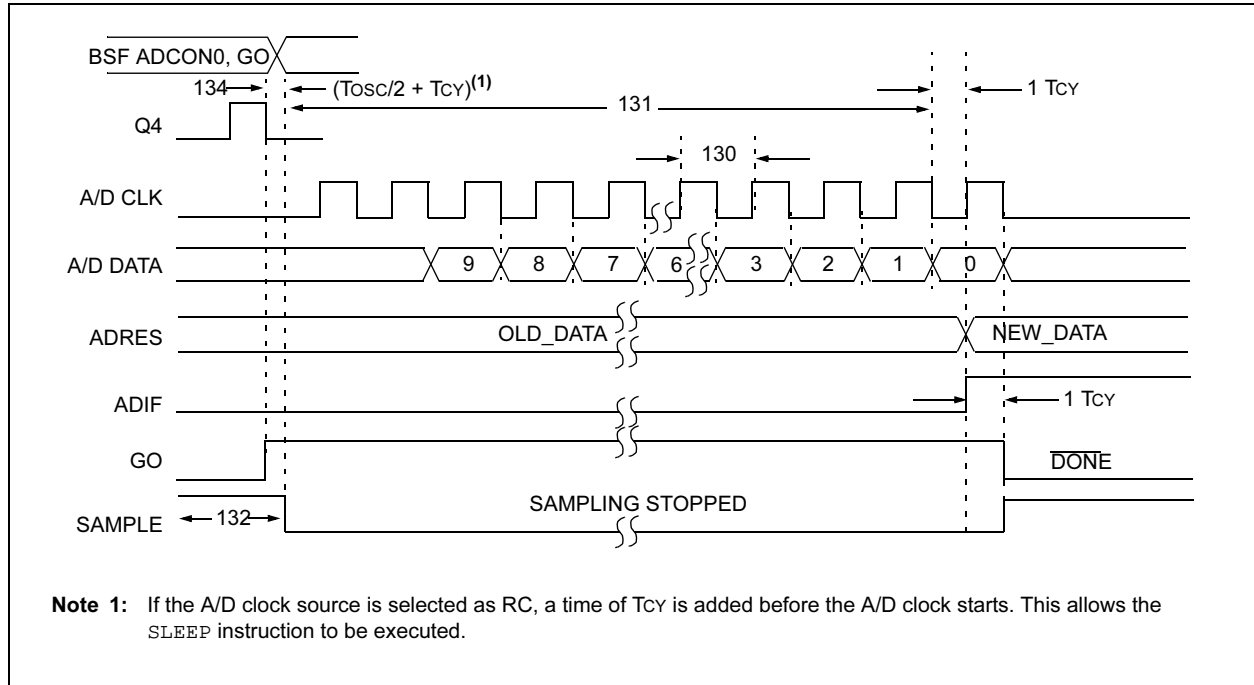 BSF ADCON0, GO
134 (TOSC/2 + TCY)(1) 1 TCY
131
Q4
130
A/D CLK
A/D DATA 9 8 7 6 3 2 1 0
ADRES OLD_DATA NEW_DATA
ADIF 1 TCY
GO DONE
SAMPLE 132 SAMPLING STOPPED
Note 1: If the A/D clock source is selected as RC, a time of TCY is added before the A/D clock starts. This allows the
SLEEP instruction to be executed.